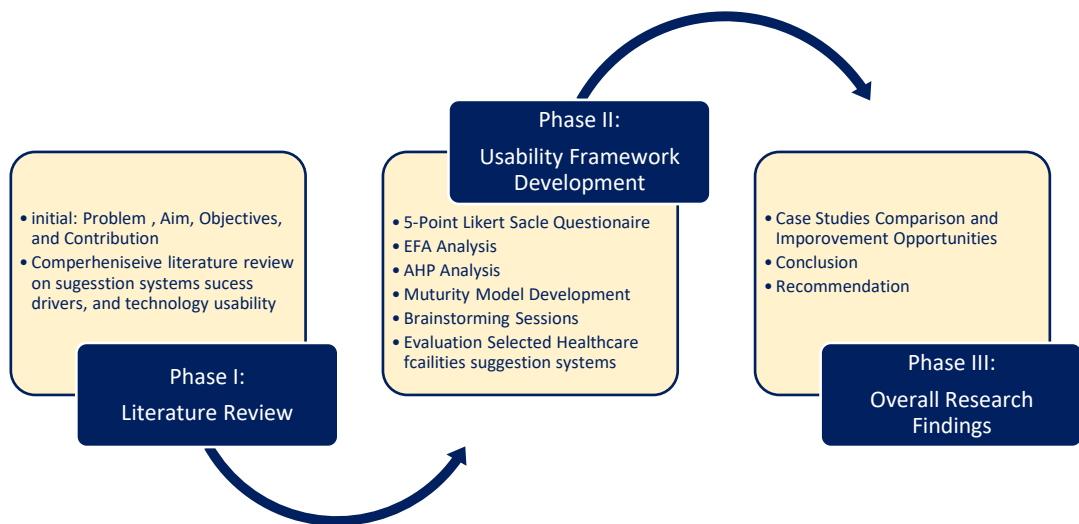 • initial: Problem , Aim, Objectives,
and Contribution
• Comperheniseive literature review
on sugesstion systems sucess
drivers, and technology usability
Phase I:
Literature Review
Phase II:
Usability Framework
Development
• 5-Point Likert Sacle Questionaire
• EFA Analysis
• AHP Analysis
• Muturity Model Development
• Brainstorming Sessions
• Evaluation Selected Healthcare
fcailities suggestion systems
• Case Studies Comparison and
Imporovement Opportunities
• Conclusion
• Recommendation
Phase III:
Overall Research
Findings